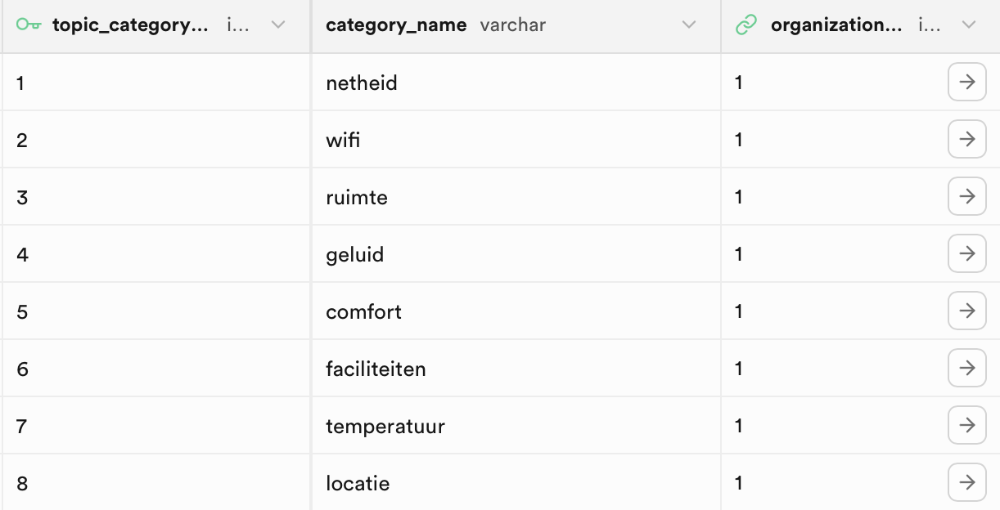 topic_category... i... category_name varchar organization... i...
1 netheid 1
2 wifi 1
3 ruimte 1
4 geluid 1
5 comfort 1
6 faciliteiten 1
7 temperatuur 1
8 locatie 1